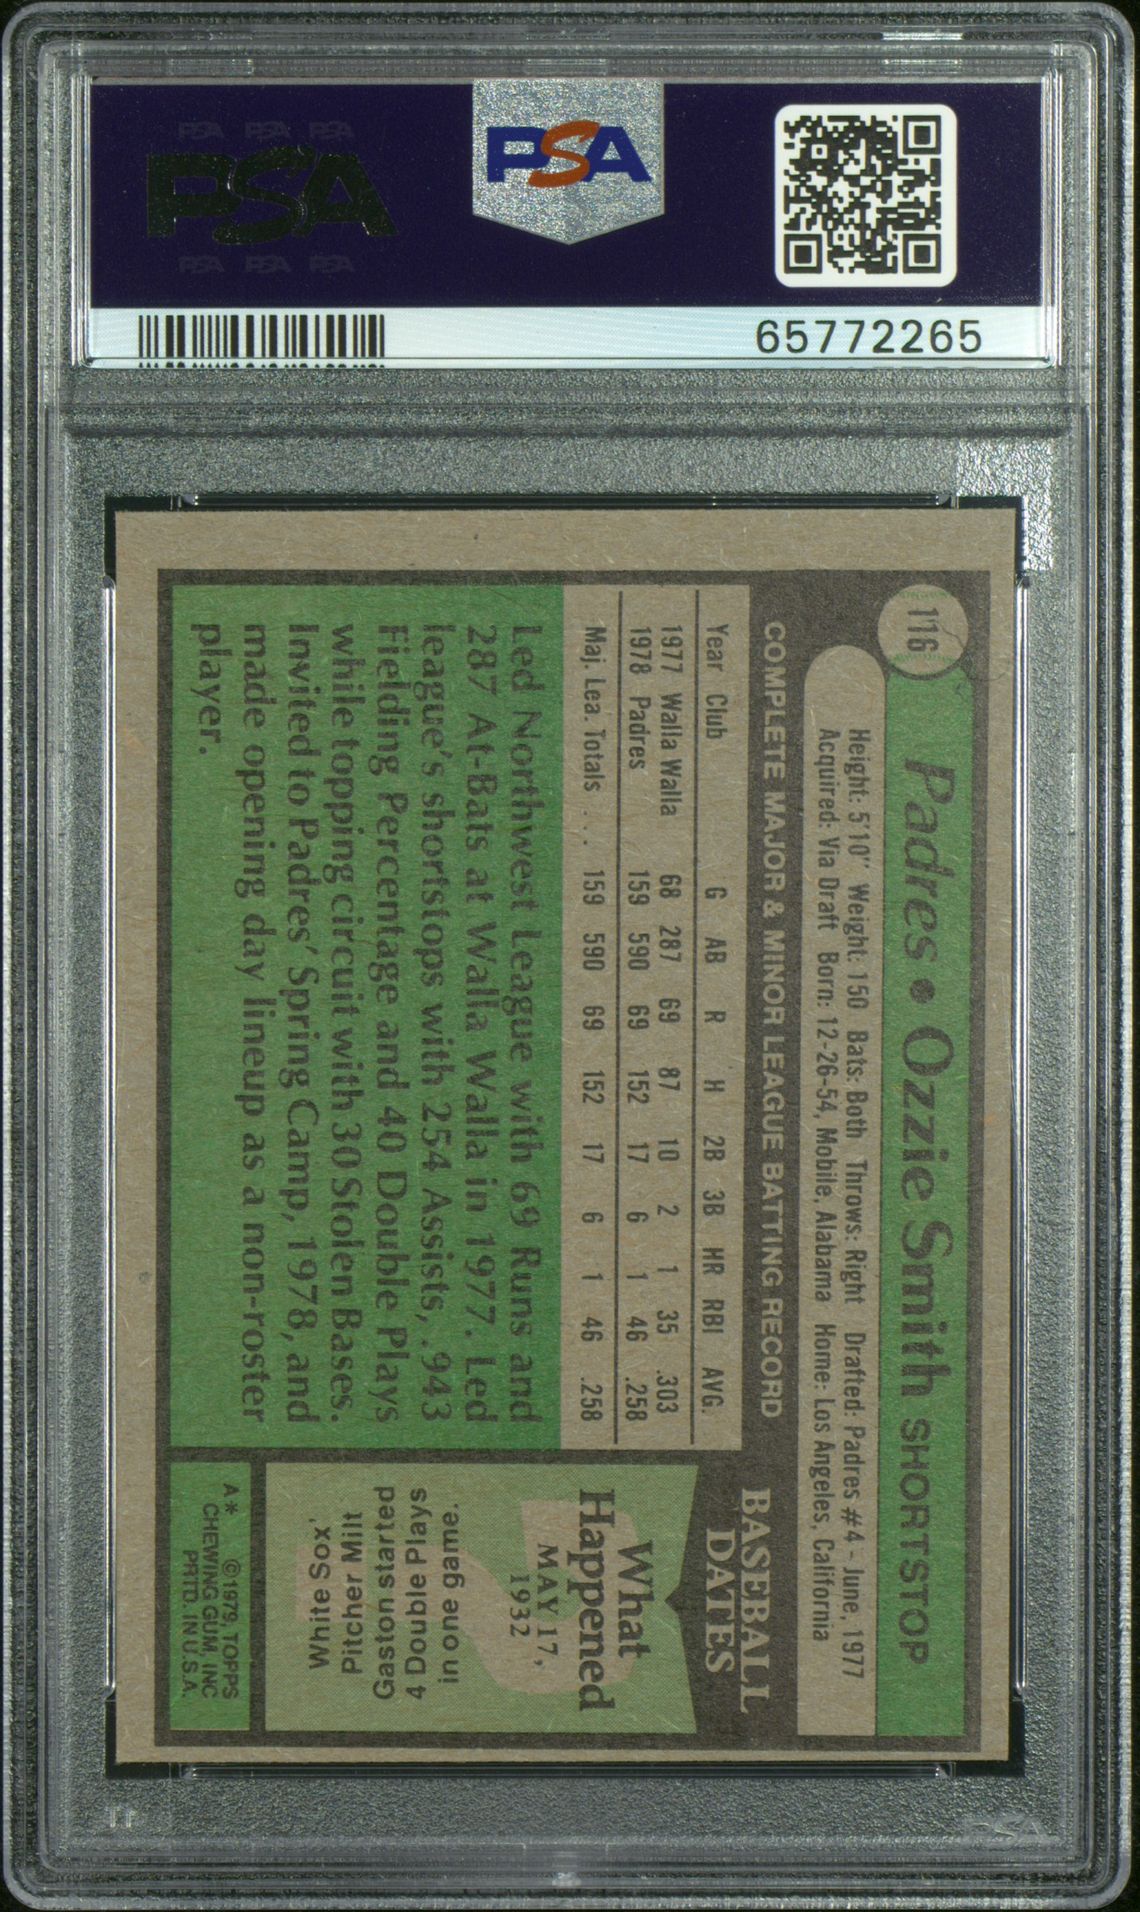 PSA PSA PSA
PSA
PSA PSA PSA
PSA
65772265
116
Padres • Ozzie Smith SHORTSTOP
Height: 5'10" Weight: 150 Bats: Both Throws: Right Drafted: Padres #4 - June, 1977
Acquired: Via Draft Born: 12-26-54, Mobile, Alabama Home: Los Angeles, California
COMPLETE MAJOR & MINOR LEAGUE BATTING RECORD
Year Club G AB R H 2B 3B HR RBI AVG.
1977 Walla Walla 68 287 69 87 10 2 1 35 .303
1978 Padres 159 590 69 152 17 6 1 46 .258
Maj. Lea. Totals . . . 159 590 69 152 17 6 1 46 .258
Led Northwest League with 69 Runs and
287 At-Bats at Walla Walla in 1977. Led
league's shortstops with 254 Assists, .943
Fielding Percentage and 40 Double Plays
while topping circuit with 30 Stolen Bases.
Invited to Padres' Spring Camp, 1978, and
made opening day lineup as a non-roster
player.
BASEBALL
DATES
What
Happened
MAY 17,
1932
White Sox'
Pitcher Milt
Gaston started
4 Double Plays
in one game.
A* ©1979 TOPPS
CHEWING GUM, INC
PRTD. IN U.S.A.
PSA